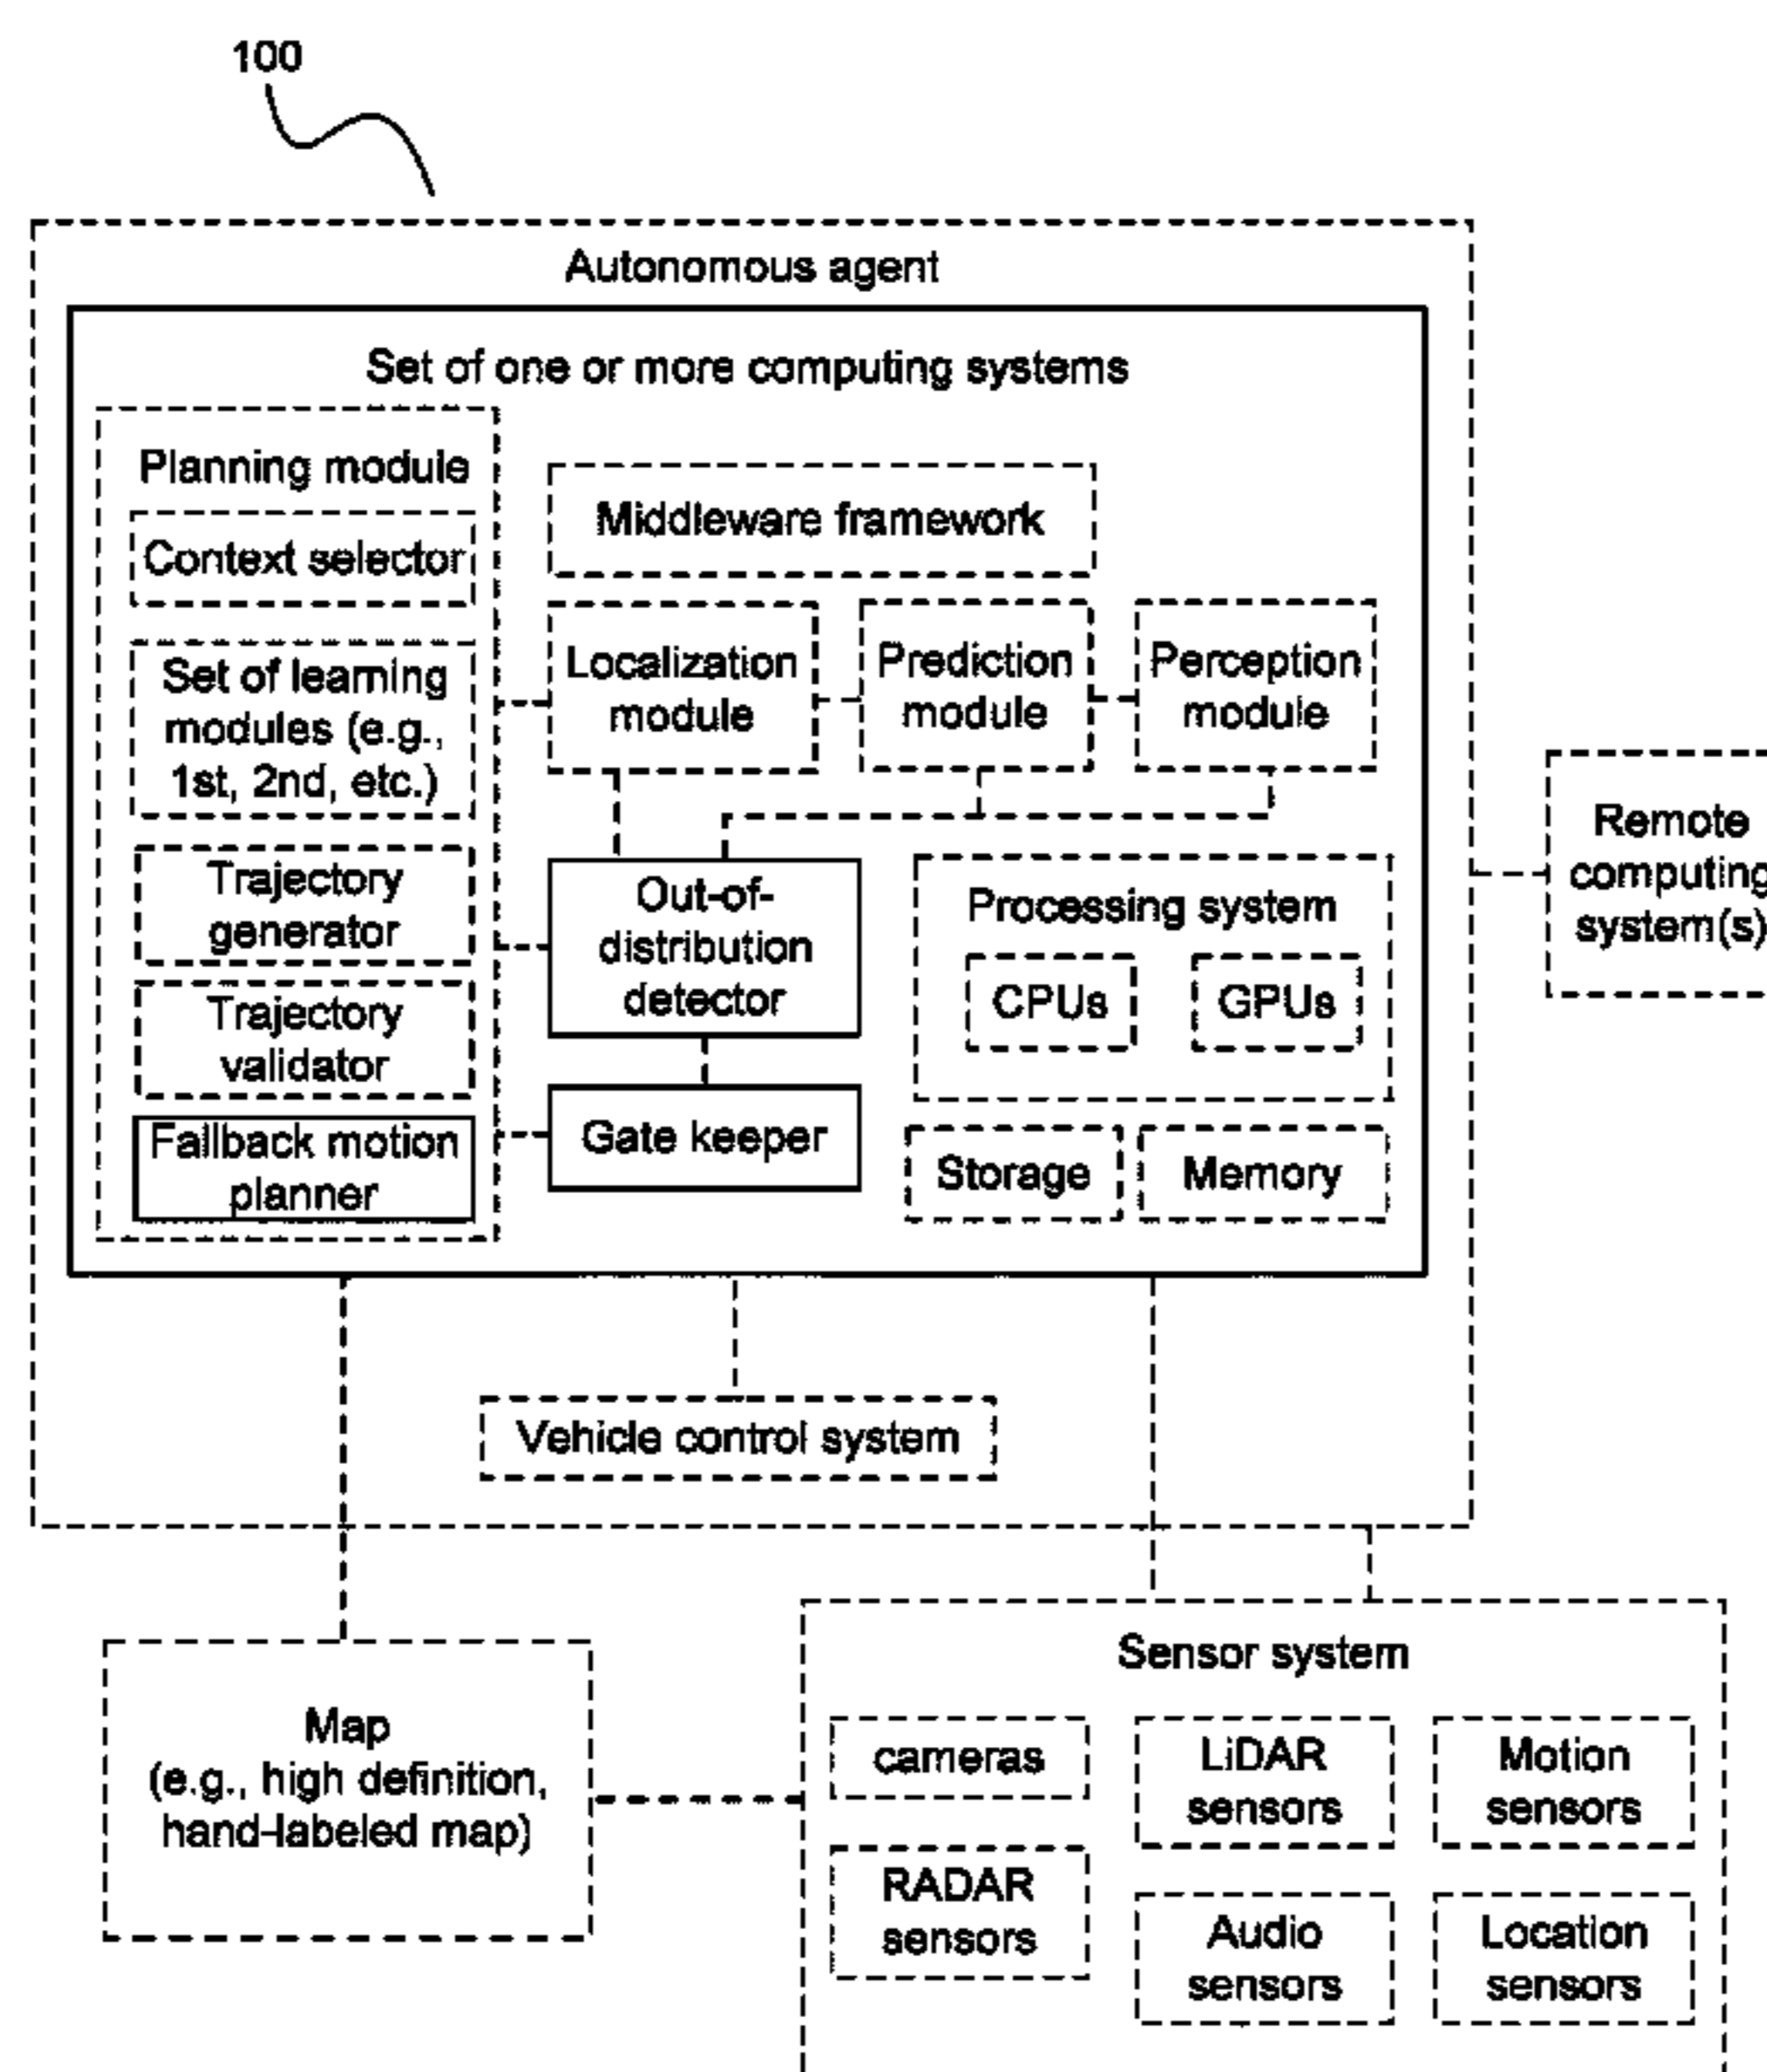 100
Autonomous agent
Set of one or more computing systems
Planning module
Context selector
Set of learning
modules (e.g.,
1st, 2nd, etc.)
Trajectory
generator
Trajectory
validator
Fallback motion
planner
Middleware framework
Localization
module
Prediction
module
Perception
module
Out-of-
distribution
detector
Gate keeper
Processing system
CPUs
GPUs
Storage
Memory
Remote
computing
system(s)
Vehicle control system
Map
(e.g., high definition,
hand-labeled map)
Sensor system
cameras
LiDAR
sensors
Motion
sensors
RADAR
sensors
Audio
sensors
Location
sensors